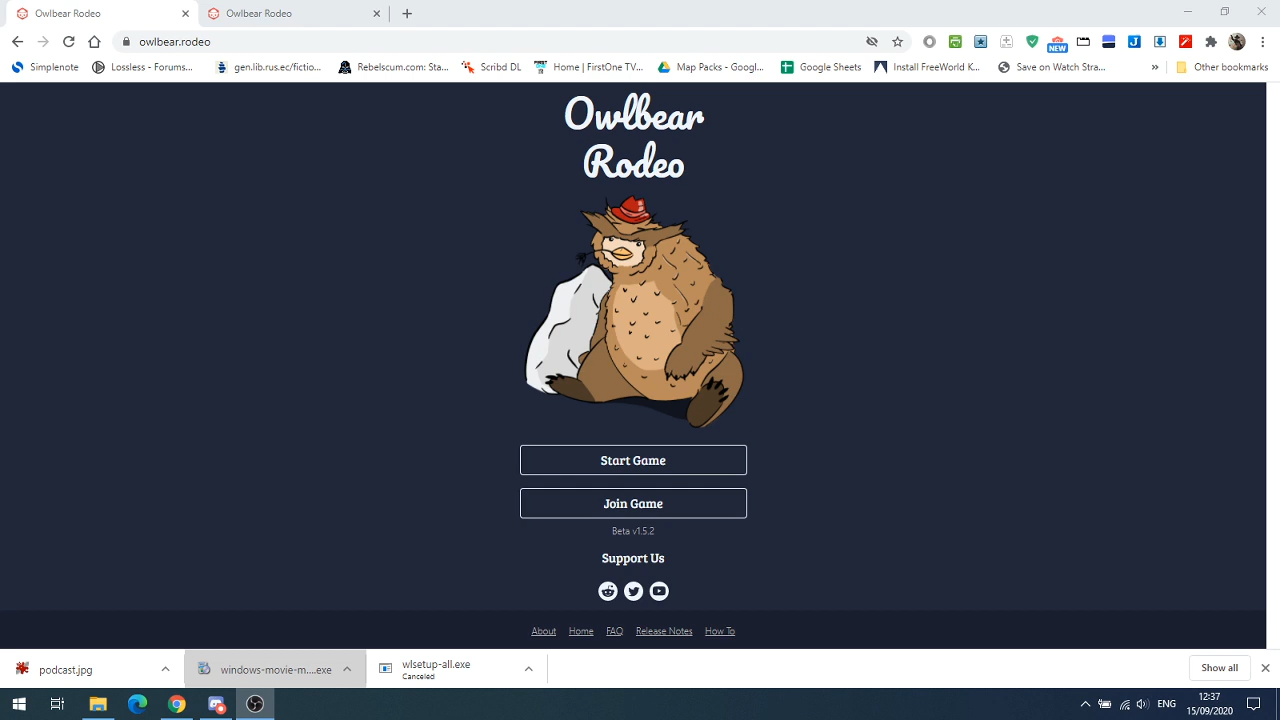 Owlbear Rodeo
Owlbear Rodeo
owlbear.rodeo
NEW
Simplenote
Lossless - Forums...
gen.lib.rus.ec/fictio...
Rebelscum.com: Sta...
Scribd DL
Home | FirstOne TV...
Map Packs - Googl...
Google Sheets
Install FreeWorld K...
Save on Watch Stra...
»
Other bookmarks
Owlbear
Rodeo
Start Game
Join Game
Beta v1.5.2
Support Us
About Home FAQ Release Notes How To
podcast.jpg
windows-movie-m....exe
wlsetup-all.exe
Canceled
Show all
ENG
12:37
15/09/2020